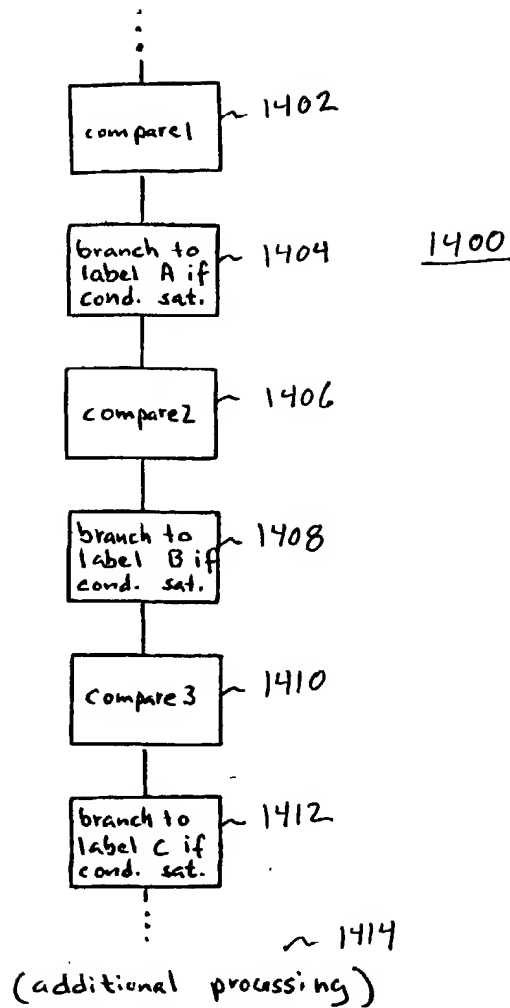 compare1
1402
branch to
label A if
cond. sat.
1404
1400
compare2
1406
branch to
label B if
cond. sat.
1408
compare3
1410
branch to
label C if
cond. sat.
1412
1414
(additional processing)